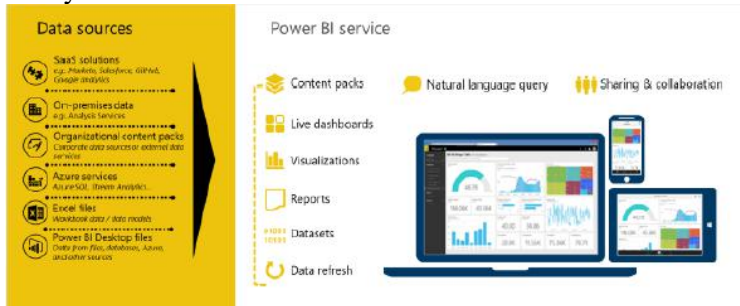 Data sources
SaaS solutions
e.g. Marketo, Salesforce, GitHub,
Google analytics
On-premises data
e.g. Analysis Services
Organizational content packs
Corporate data sources or external data
services
Azure services
Azure SQL, Stream Analytics...
Excel files
Workbook data / data models
Power BI Desktop files
Data from files, databases, Azure,
and other sources
Power BI service
Content packs
Natural language query
Sharing & collaboration
Live dashboards
Visualizations
Reports
Datasets
Data refresh